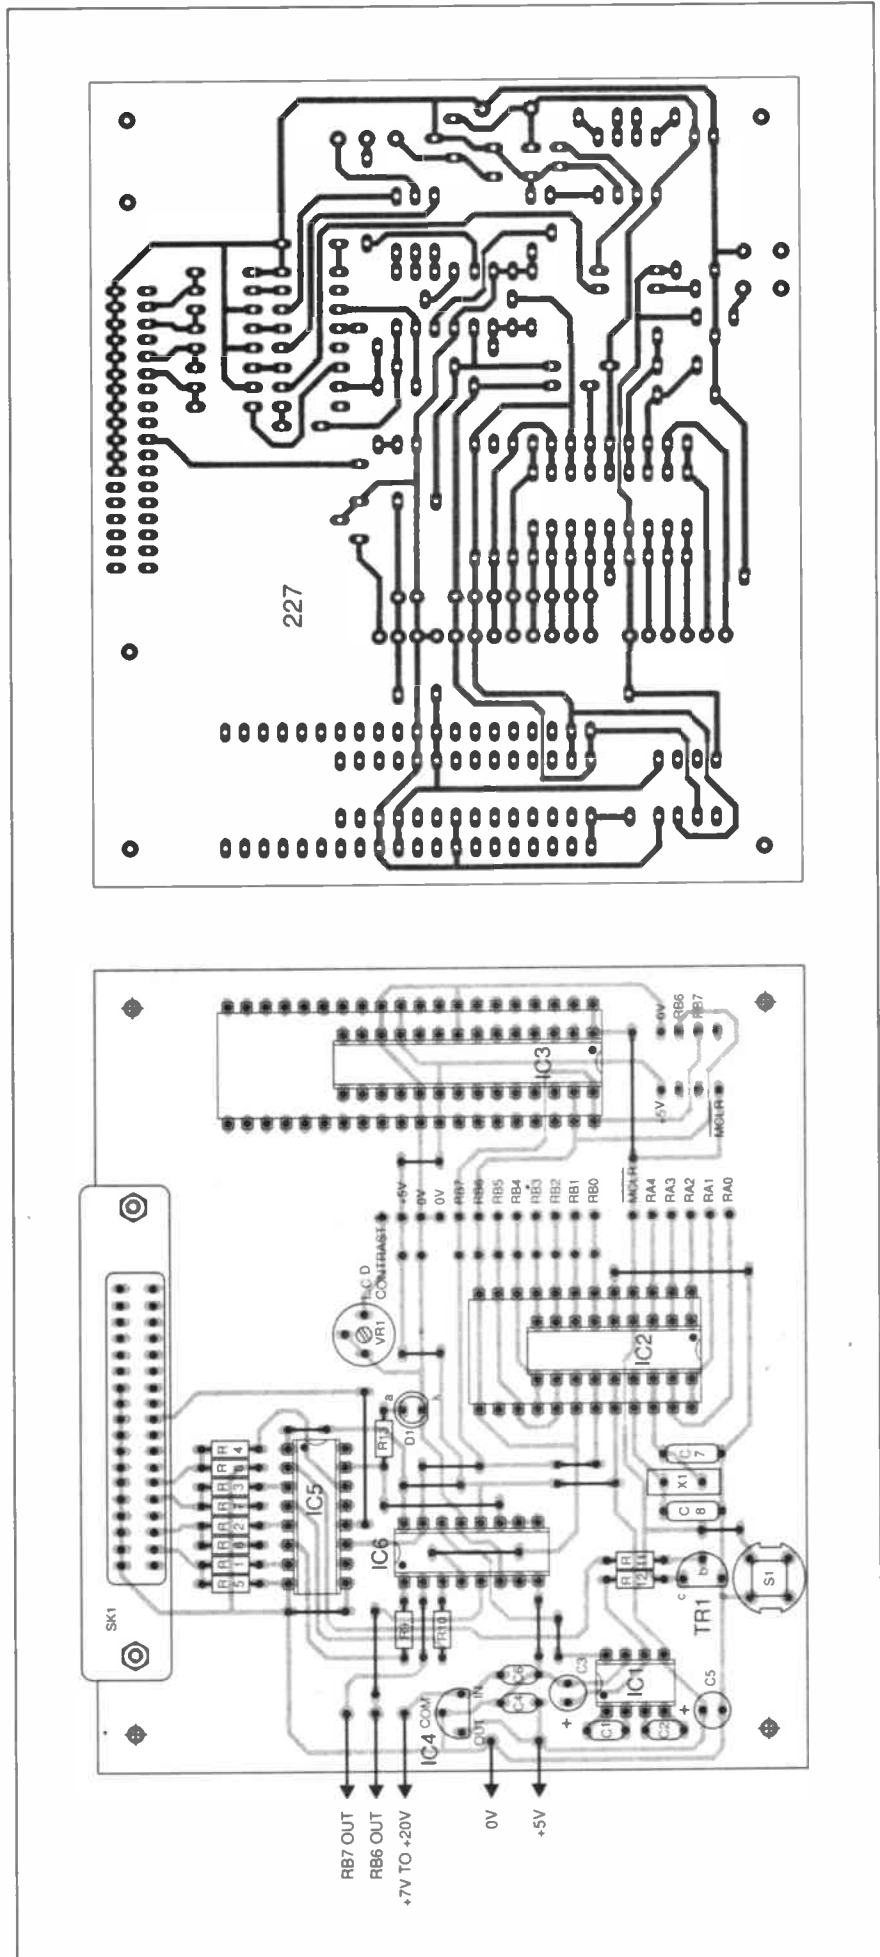 227
SK1
R
4
R
8
R
3
R
7
R
2
R
6
R
1
R
5
IC5
IC6
R13
D1
a
k
VR1
LCD
CONTRAST
+5V
0V
0V
RB7
RB6
RB5
RB4
RB3
RB2
RB1
RB0
MCLR
RA4
RA3
RA2
RA1
RA0
IC3
0V
RB6
RB7
+5V
MCLR
IC2
C
7
X1
C
8
R
11
R
12
c
b
TR1
S1
R9
R10
COM
IN
OUT
IC4
C6
C4
C3
+
IC1
C1
C2
+
C5
RB7 OUT
RB6 OUT
+7V TO +20V
0V
+5V